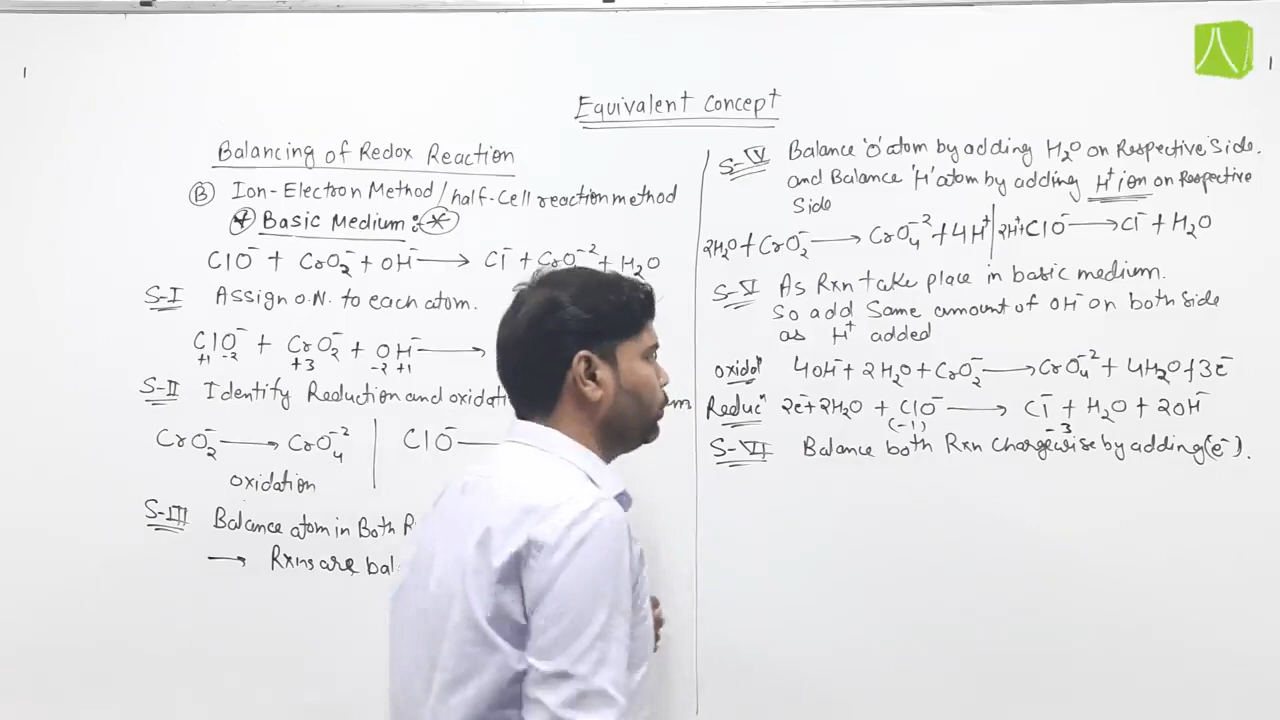 Equivalent Concept
Balancing of Redox Reaction
Ⓑ Ion-Electron Method / half-Cell reaction method
* Basic Medium: *
ClO⁻ + CrO₂⁻ + OH⁻ → Cl⁻ + CrO₄⁻² + H₂O
S-I Assign O.N. to each atom.
ClO⁻ + CrO₂⁻ + OH⁻ →
+1 -2 +3 -2 +1
S-II Identify Reduction and
CrO₂⁻ → CrO₄⁻² | ClO⁻
oxidation
S-III Balance atom in Both
→ Rxns are
S-V Balance 'O' atom by adding H₂O on Respective Side.
and Balance 'H' atom by adding H⁺ ion on Respective
Side
2H₂O + CrO₂⁻ → CrO₄⁻² + 4H⁺ | 2H⁺ + ClO⁻ → Cl⁻ + H₂O
S-VI As Rxn take place in basic medium.
So add Same amount of OH⁻ on both Side
as H⁺ added
oxidaⁿ 4OH⁻ + 2H₂O + CrO₂⁻ → CrO₄⁻² + 4H₂O + 3e⁻
Reducⁿ 2e⁻ + 2H₂O + ClO⁻ → Cl⁻ + H₂O + 2OH⁻
(-1) -3
S-VII Balance both Rxn Chargewise by adding (e⁻).